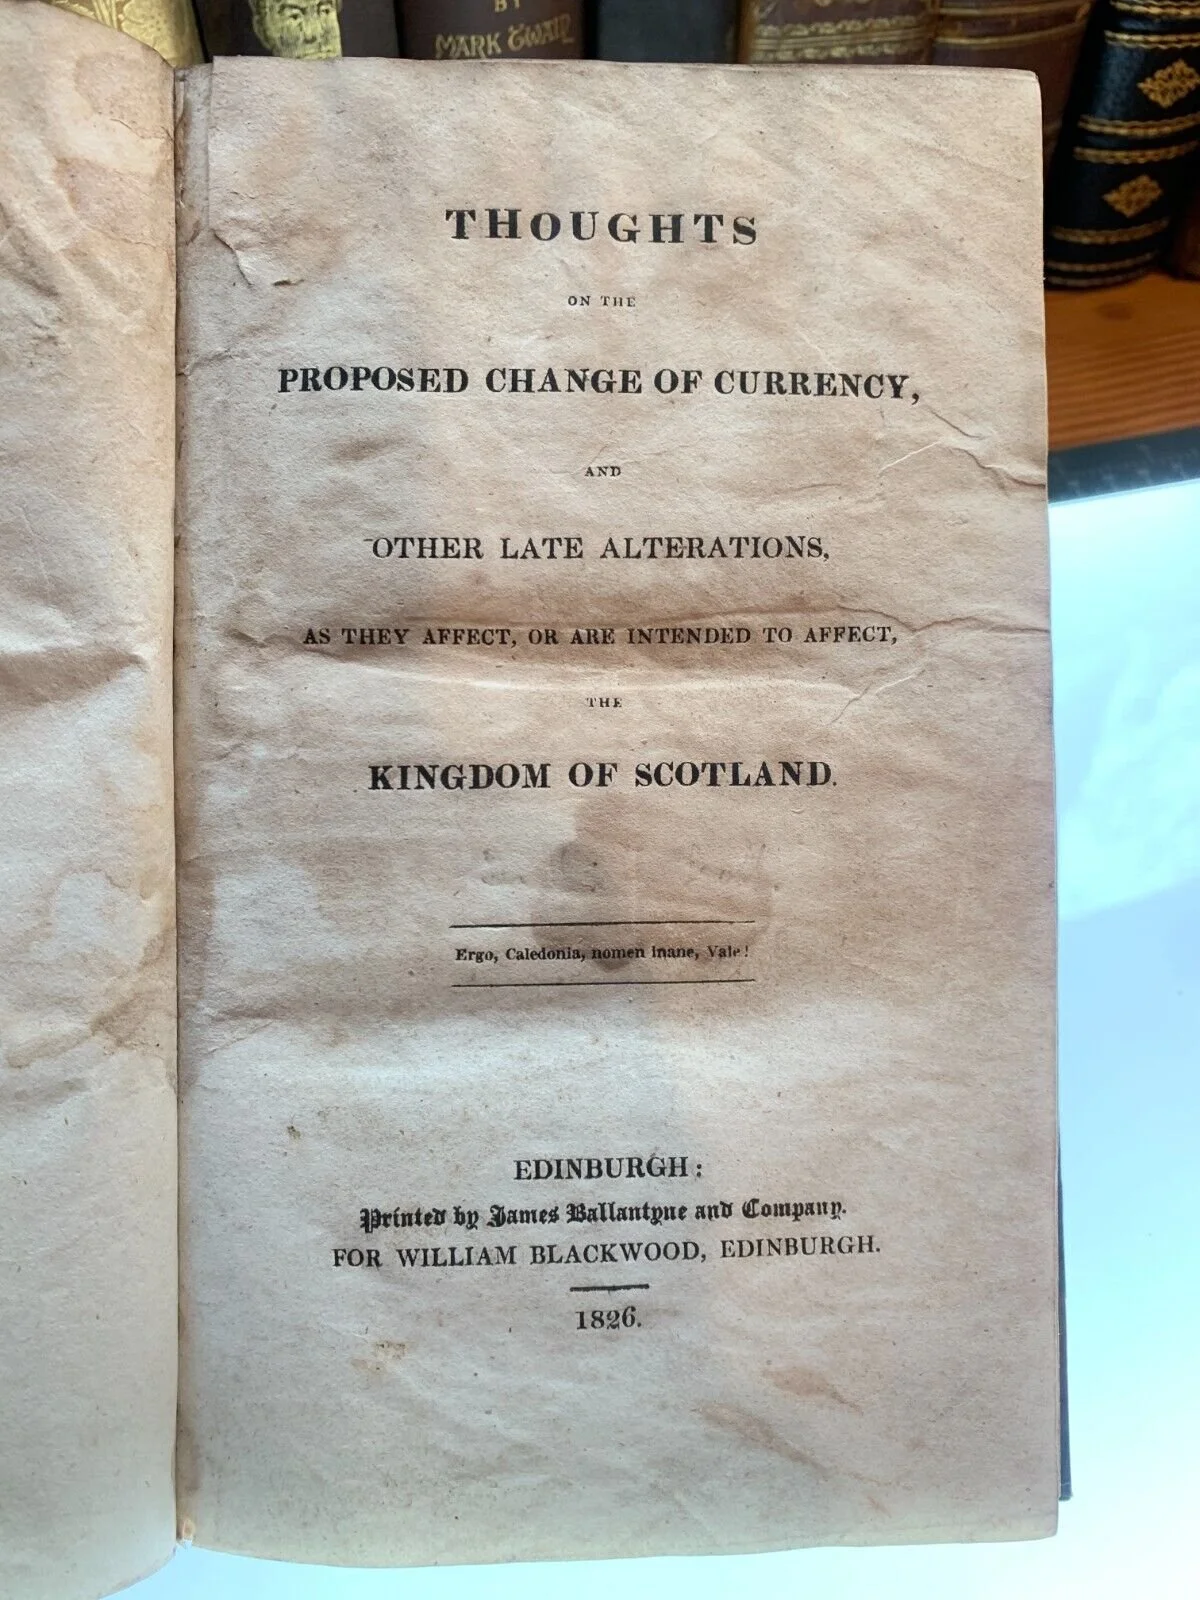 BY
MARK TWAIN
THOUGHTS
ON THE
PROPOSED CHANGE OF CURRENCY,
AND
OTHER LATE ALTERATIONS,
AS THEY AFFECT, OR ARE INTENDED TO AFFECT,
THE
KINGDOM OF SCOTLAND.
Ergo, Caledonia, nomen inane, Vale!
EDINBURGH:
Printed by James Ballantyne and Company.
FOR WILLIAM BLACKWOOD, EDINBURGH.
1826.